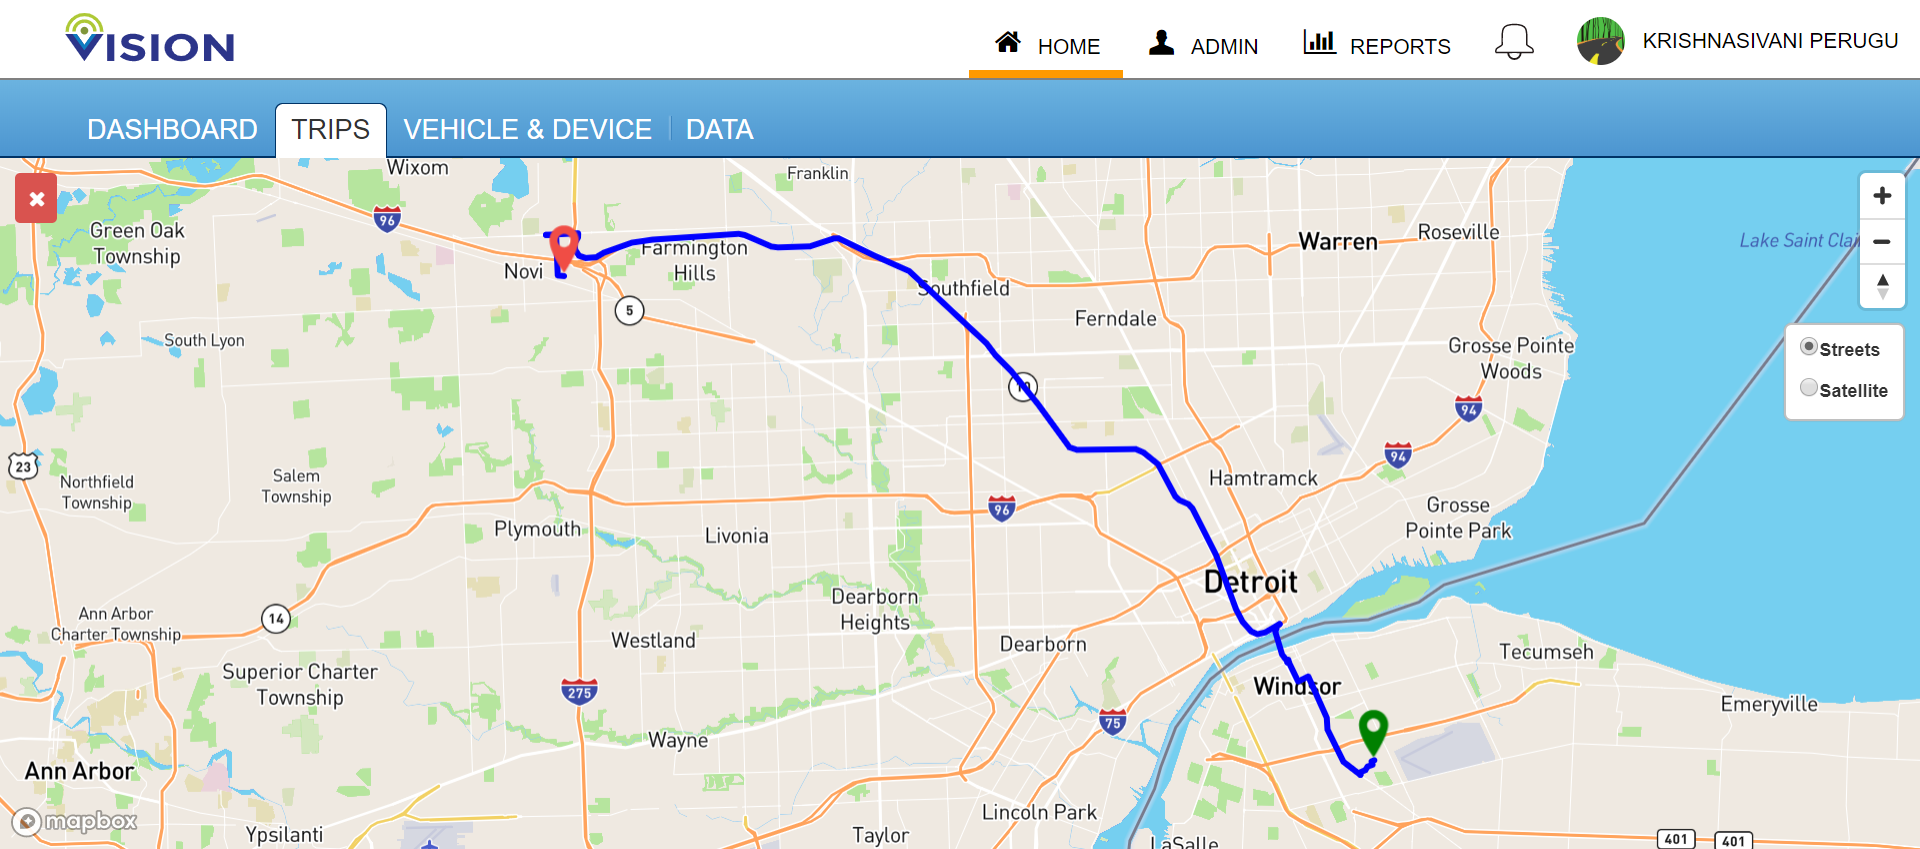 VISION
HOME
ADMIN
REPORTS
KRISHNASIVANI PERUGU
DASHBOARD
TRIPS
VEHICLE & DEVICE
DATA
Wixom
Franklin
96
Green Oak
Township
Novi
Farmington
Hills
Warren
Roseville
Lake Saint Clai
5
Southfield
Ferndale
South Lyon
Grosse Pointe
Woods
Streets
Satellite
10
94
94
23
Northfield
Township
Salem
Township
Hamtramck
Plymouth
Livonia
96
Grosse
Pointe Park
Detroit
Ann Arbor
Charter Township
14
Dearborn
Heights
Westland
Dearborn
Tecumseh
Superior Charter
Township
275
Windsor
Emeryville
75
Wayne
Ann Arbor
mapbox
Ypsilanti
Taylor
Lincoln Park
LaSalle
401
401